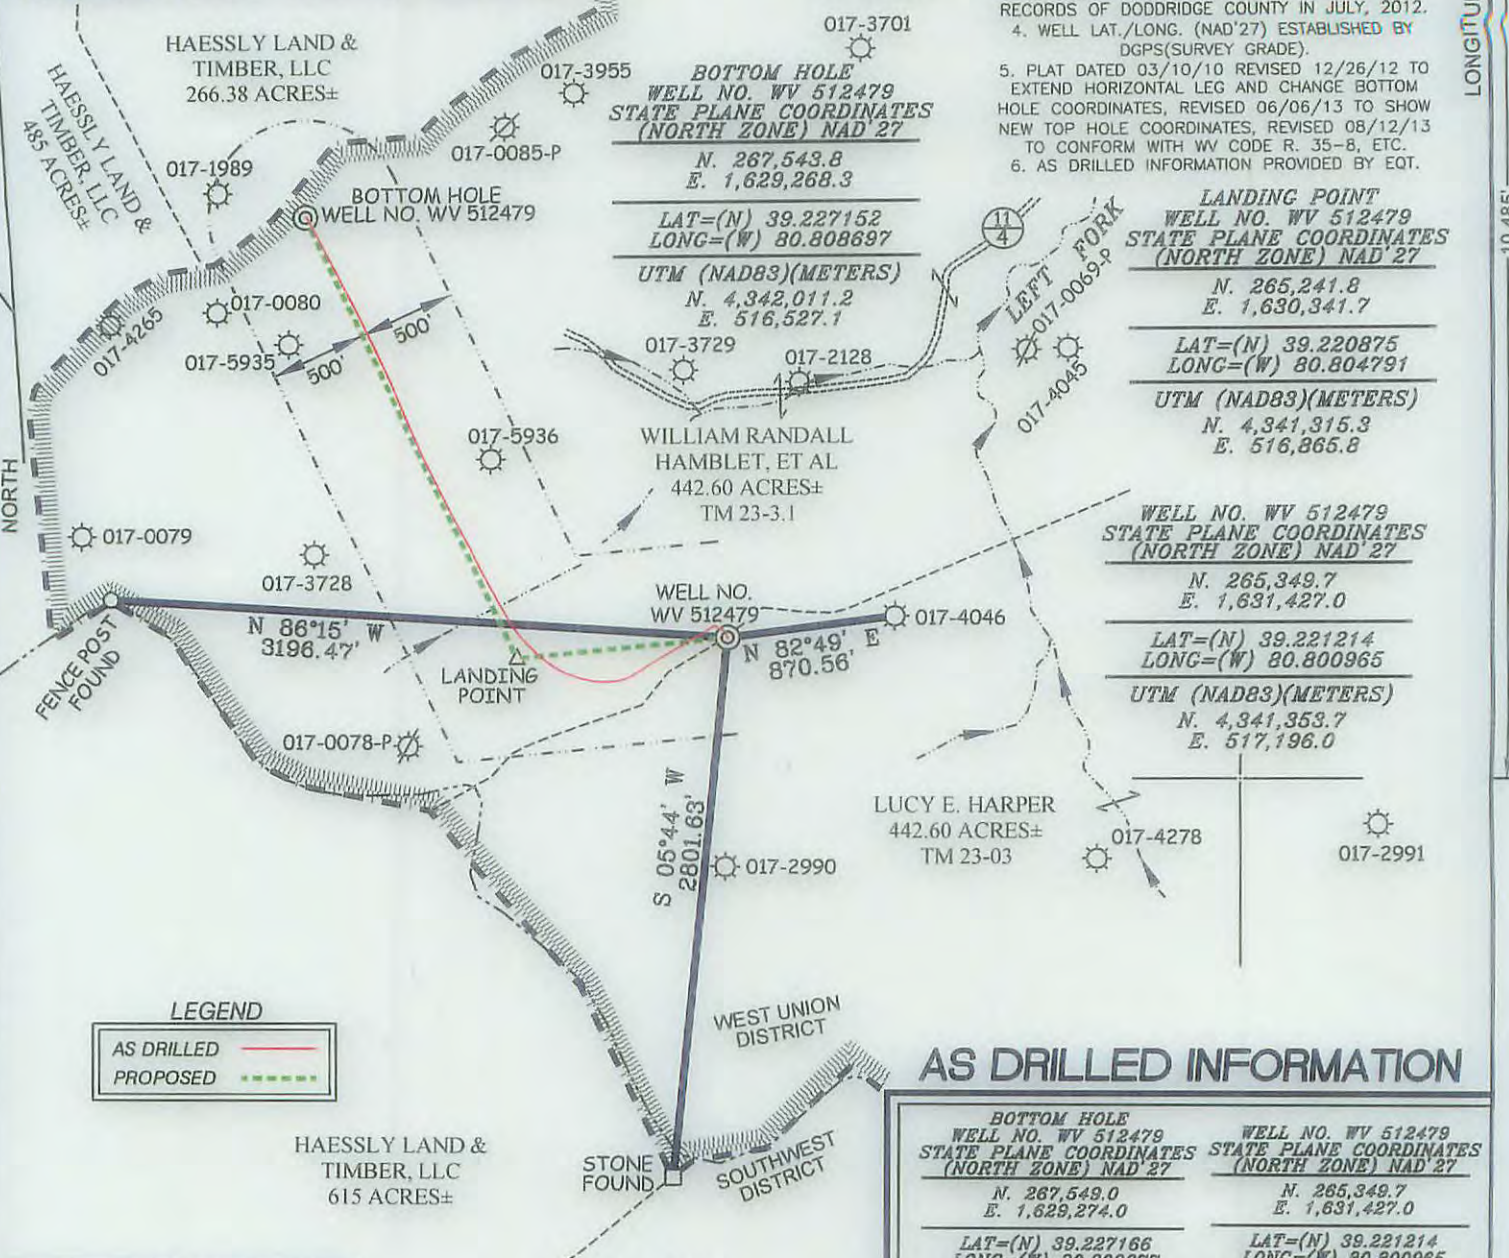 RECORDS OF DODDRIDGE COUNTY IN JULY, 2012.
4. WELL LAT./LONG. (NAD'27) ESTABLISHED BY
DGPS(SURVEY GRADE).
5. PLAT DATED 03/10/10 REVISED 12/26/12 TO
EXTEND HORIZONTAL LEG AND CHANGE BOTTOM
HOLE COORDINATES, REVISED 06/06/13 TO SHOW
NEW TOP HOLE COORDINATES, REVISED 08/12/13
TO CONFORM WITH WV CODE R. 35-8, ETC.
6. AS DRILLED INFORMATION PROVIDED BY EQT.
HAESSLY LAND &
TIMBER, LLC
266.38 ACRES±
HAESSLY LAND &
TIMBER, LLC
485 ACRES±
017-3701
017-3955
017-0085-P
017-1989
BOTTOM HOLE
WELL NO. WV 512479
BOTTOM HOLE
WELL NO. WV 512479
STATE PLANE COORDINATES
(NORTH ZONE) NAD'27
N. 267,543.8
E. 1,629,268.3
LAT=(N) 39.227152
LONG=(W) 80.808697
UTM (NAD83)(METERS)
N. 4,342,011.2
E. 516,527.1
11
4
LEFT FORK
017-0069-P
017-4045
LANDING POINT
WELL NO. WV 512479
STATE PLANE COORDINATES
(NORTH ZONE) NAD'27
N. 265,241.8
E. 1,630,341.7
LAT=(N) 39.220875
LONG=(W) 80.804791
UTM (NAD83)(METERS)
N. 4,341,315.3
E. 516,865.8
10,485'
017-0080
017-4265
017-5935
500'
500'
017-3729
017-2128
017-5936
WILLIAM RANDALL
HAMBLET, ET AL
442.60 ACRES±
TM 23-3.1
NORTH
017-0079
017-3728
WELL NO. WV 512479
STATE PLANE COORDINATES
(NORTH ZONE) NAD'27
N. 265,349.7
E. 1,631,427.0
LAT=(N) 39.221214
LONG=(W) 80.800965
UTM (NAD83)(METERS)
N. 4,341,353.7
E. 517,196.0
WELL NO.
WV 512479
017-4046
N 86°15' W
3196.47'
N 82°49' E
870.56'
FENCE POST
FOUND
LANDING
POINT
017-0078-P
S 05°44' W
2801.63'
LUCY E. HARPER
442.60 ACRES±
TM 23-03
017-4278
017-2991
017-2990
LEGEND
AS DRILLED
PROPOSED
WEST UNION
DISTRICT
HAESSLY LAND &
TIMBER, LLC
615 ACRES±
STONE
FOUND
SOUTHWEST
DISTRICT
AS DRILLED INFORMATION
BOTTOM HOLE
WELL NO. WV 512479
STATE PLANE COORDINATES
(NORTH ZONE) NAD'27
N. 267,549.0
E. 1,629,274.0
LAT=(N) 39.227166
WELL NO. WV 512479
STATE PLANE COORDINATES
(NORTH ZONE) NAD'27
N. 265,349.7
E. 1,631,427.0
LAT=(N) 39.221214